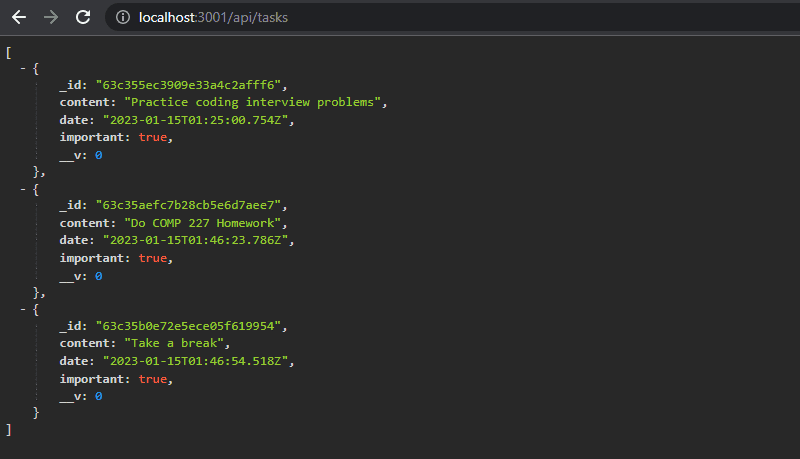 localhost:3001/api/tasks
[
- {
_id: "63c355ec3909e33a4c2afff6",
content: "Practice coding interview problems",
date: "2023-01-15T01:25:00.754Z",
important: true,
__v: 0
},
- {
_id: "63c35aefc7b28cb5e6d7aee7",
content: "Do COMP 227 Homework",
date: "2023-01-15T01:46:23.786Z",
important: true,
__v: 0
},
- {
_id: "63c35b0e72e5ece05f619954",
content: "Take a break",
date: "2023-01-15T01:46:54.518Z",
important: true,
__v: 0
}
]